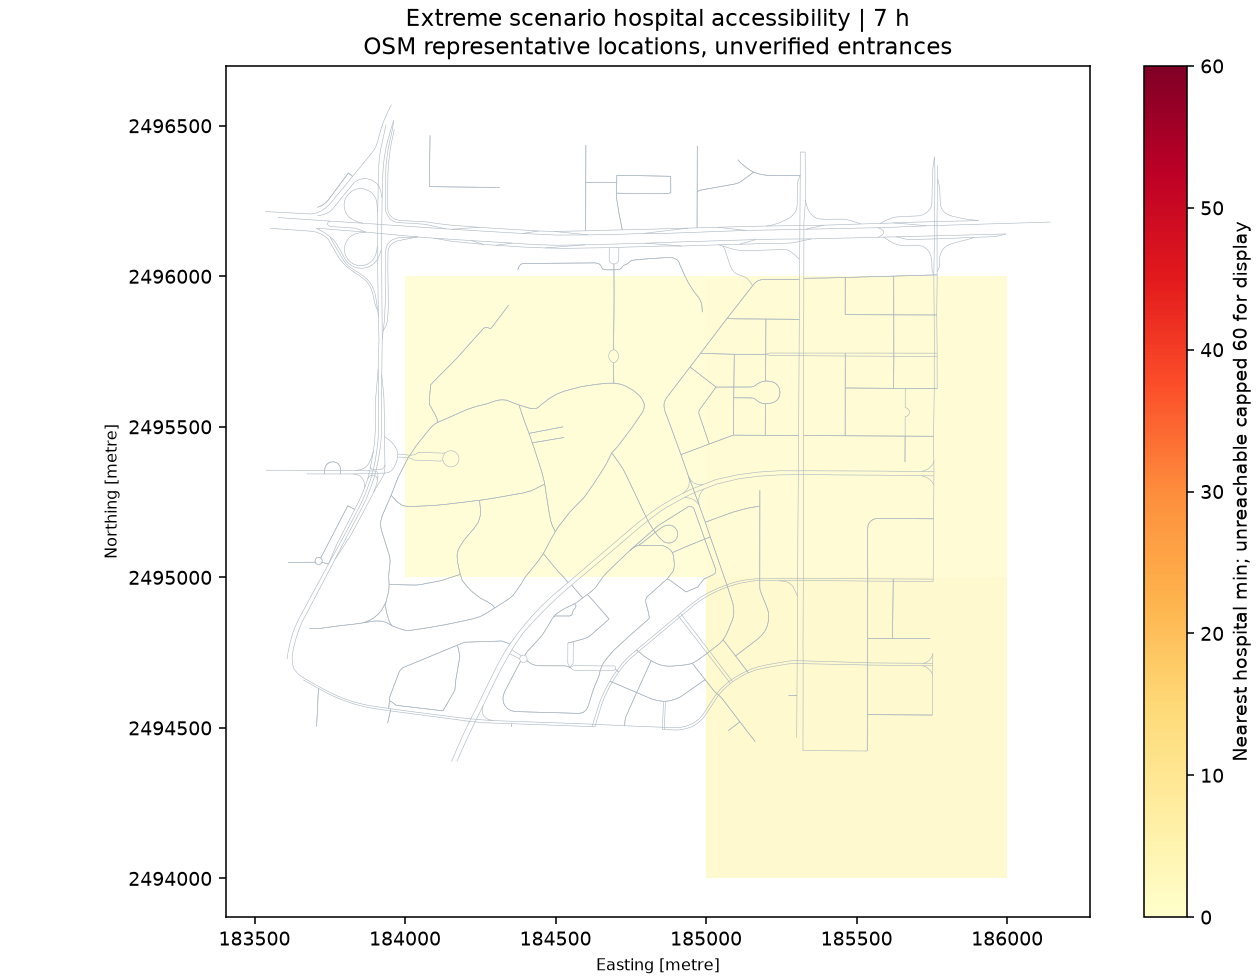 Extreme scenario hospital accessibility | 7 h
OSM representative locations, unverified entrances
2496500
2496000
2495500
2495000
2494500
2494000
Northing [metre]
183500 184000 184500 185000 185500 186000
Easting [metre]
60
50
40
30
20
10
0
Nearest hospital min; unreachable capped 60 for display